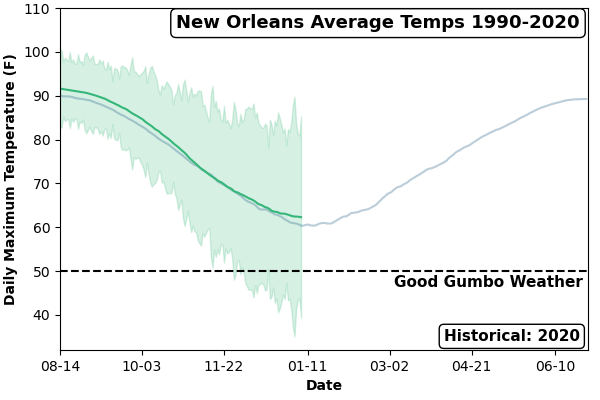 New Orleans Average Temps 1990-2020
Daily Maximum Temperature (F)
110
100
90
80
70
60
50
40
Good Gumbo Weather
Historical: 2020
08-14 10-03 11-22 01-11 03-02 04-21 06-10
Date